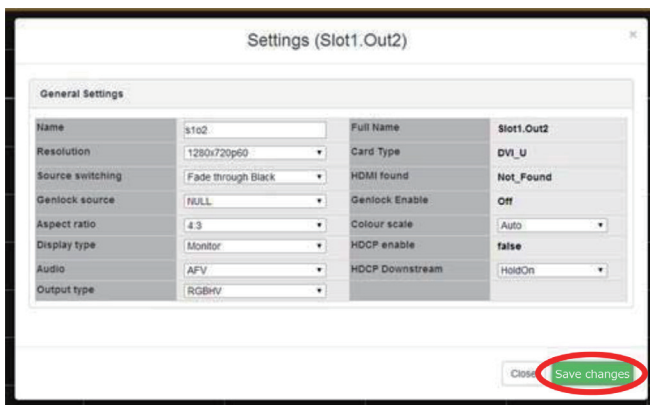 Settings (Slot1.Out2)
×
General Settings
Name s1o2 Full Name Slot1.Out2
Resolution 1280x720p60 Card Type DVI_U
Source switching Fade through Black HDMI found Not_Found
Genlock source NULL Genlock Enable Off
Aspect ratio 4:3 Colour scale Auto
Display type Monitor HDCP enable false
Audio AFV HDCP Downstream HoldOn
Output type RGBHV
Close Save changes